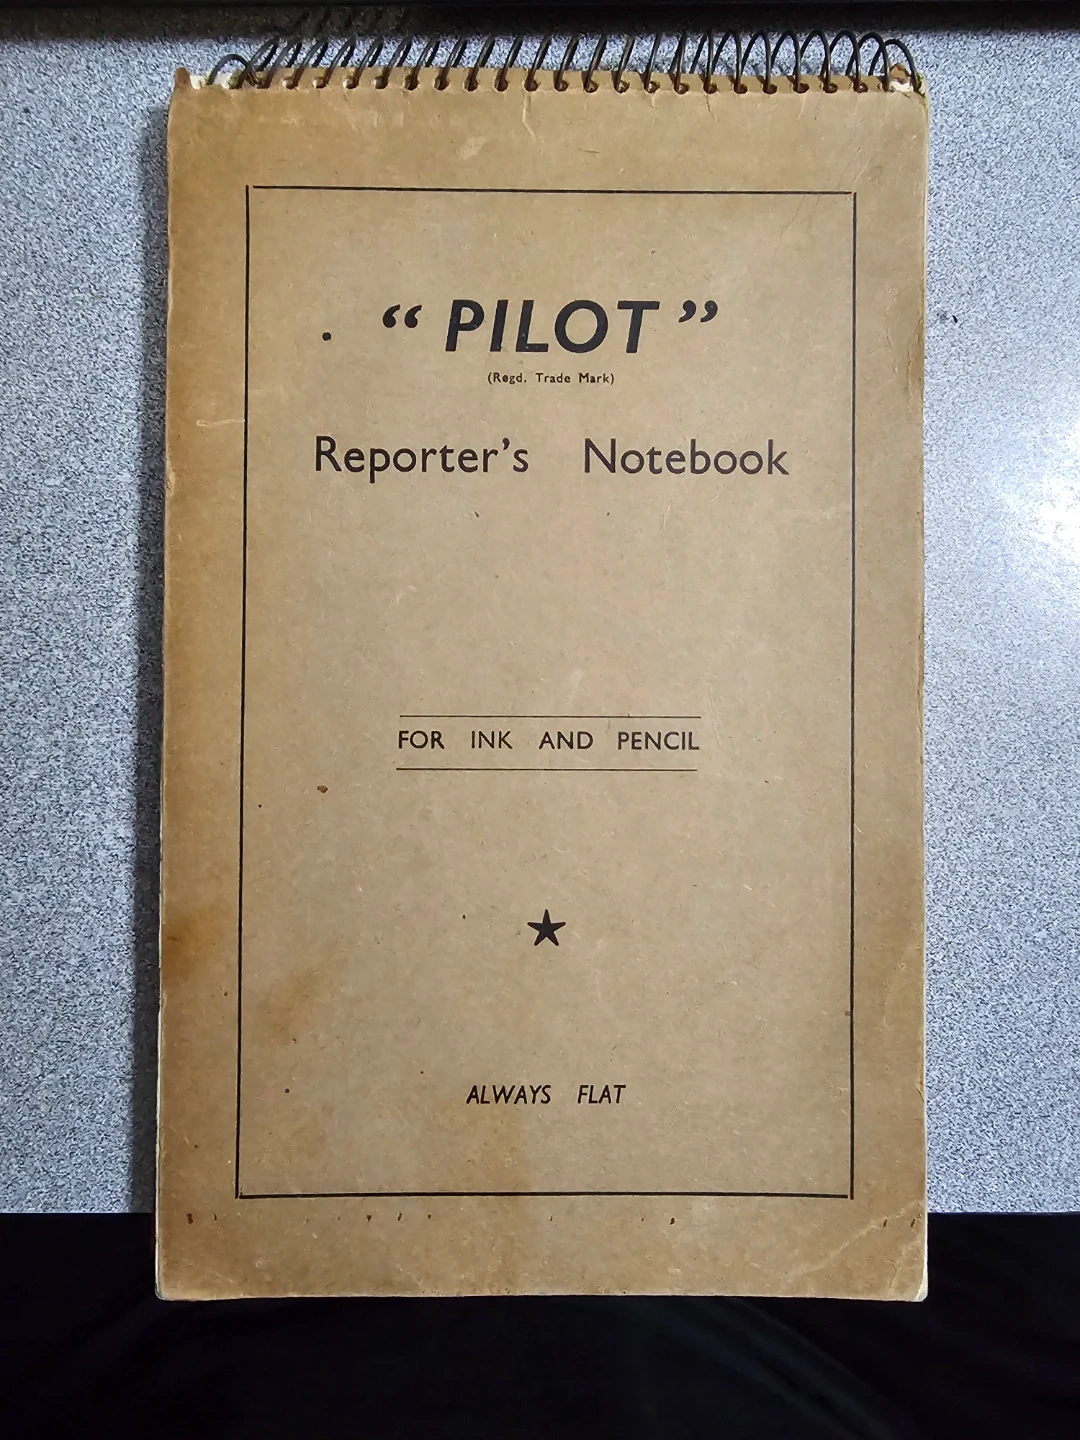 “PILOT”
(Regd. Trade Mark)
Reporter’s Notebook
FOR INK AND PENCIL
ALWAYS FLAT